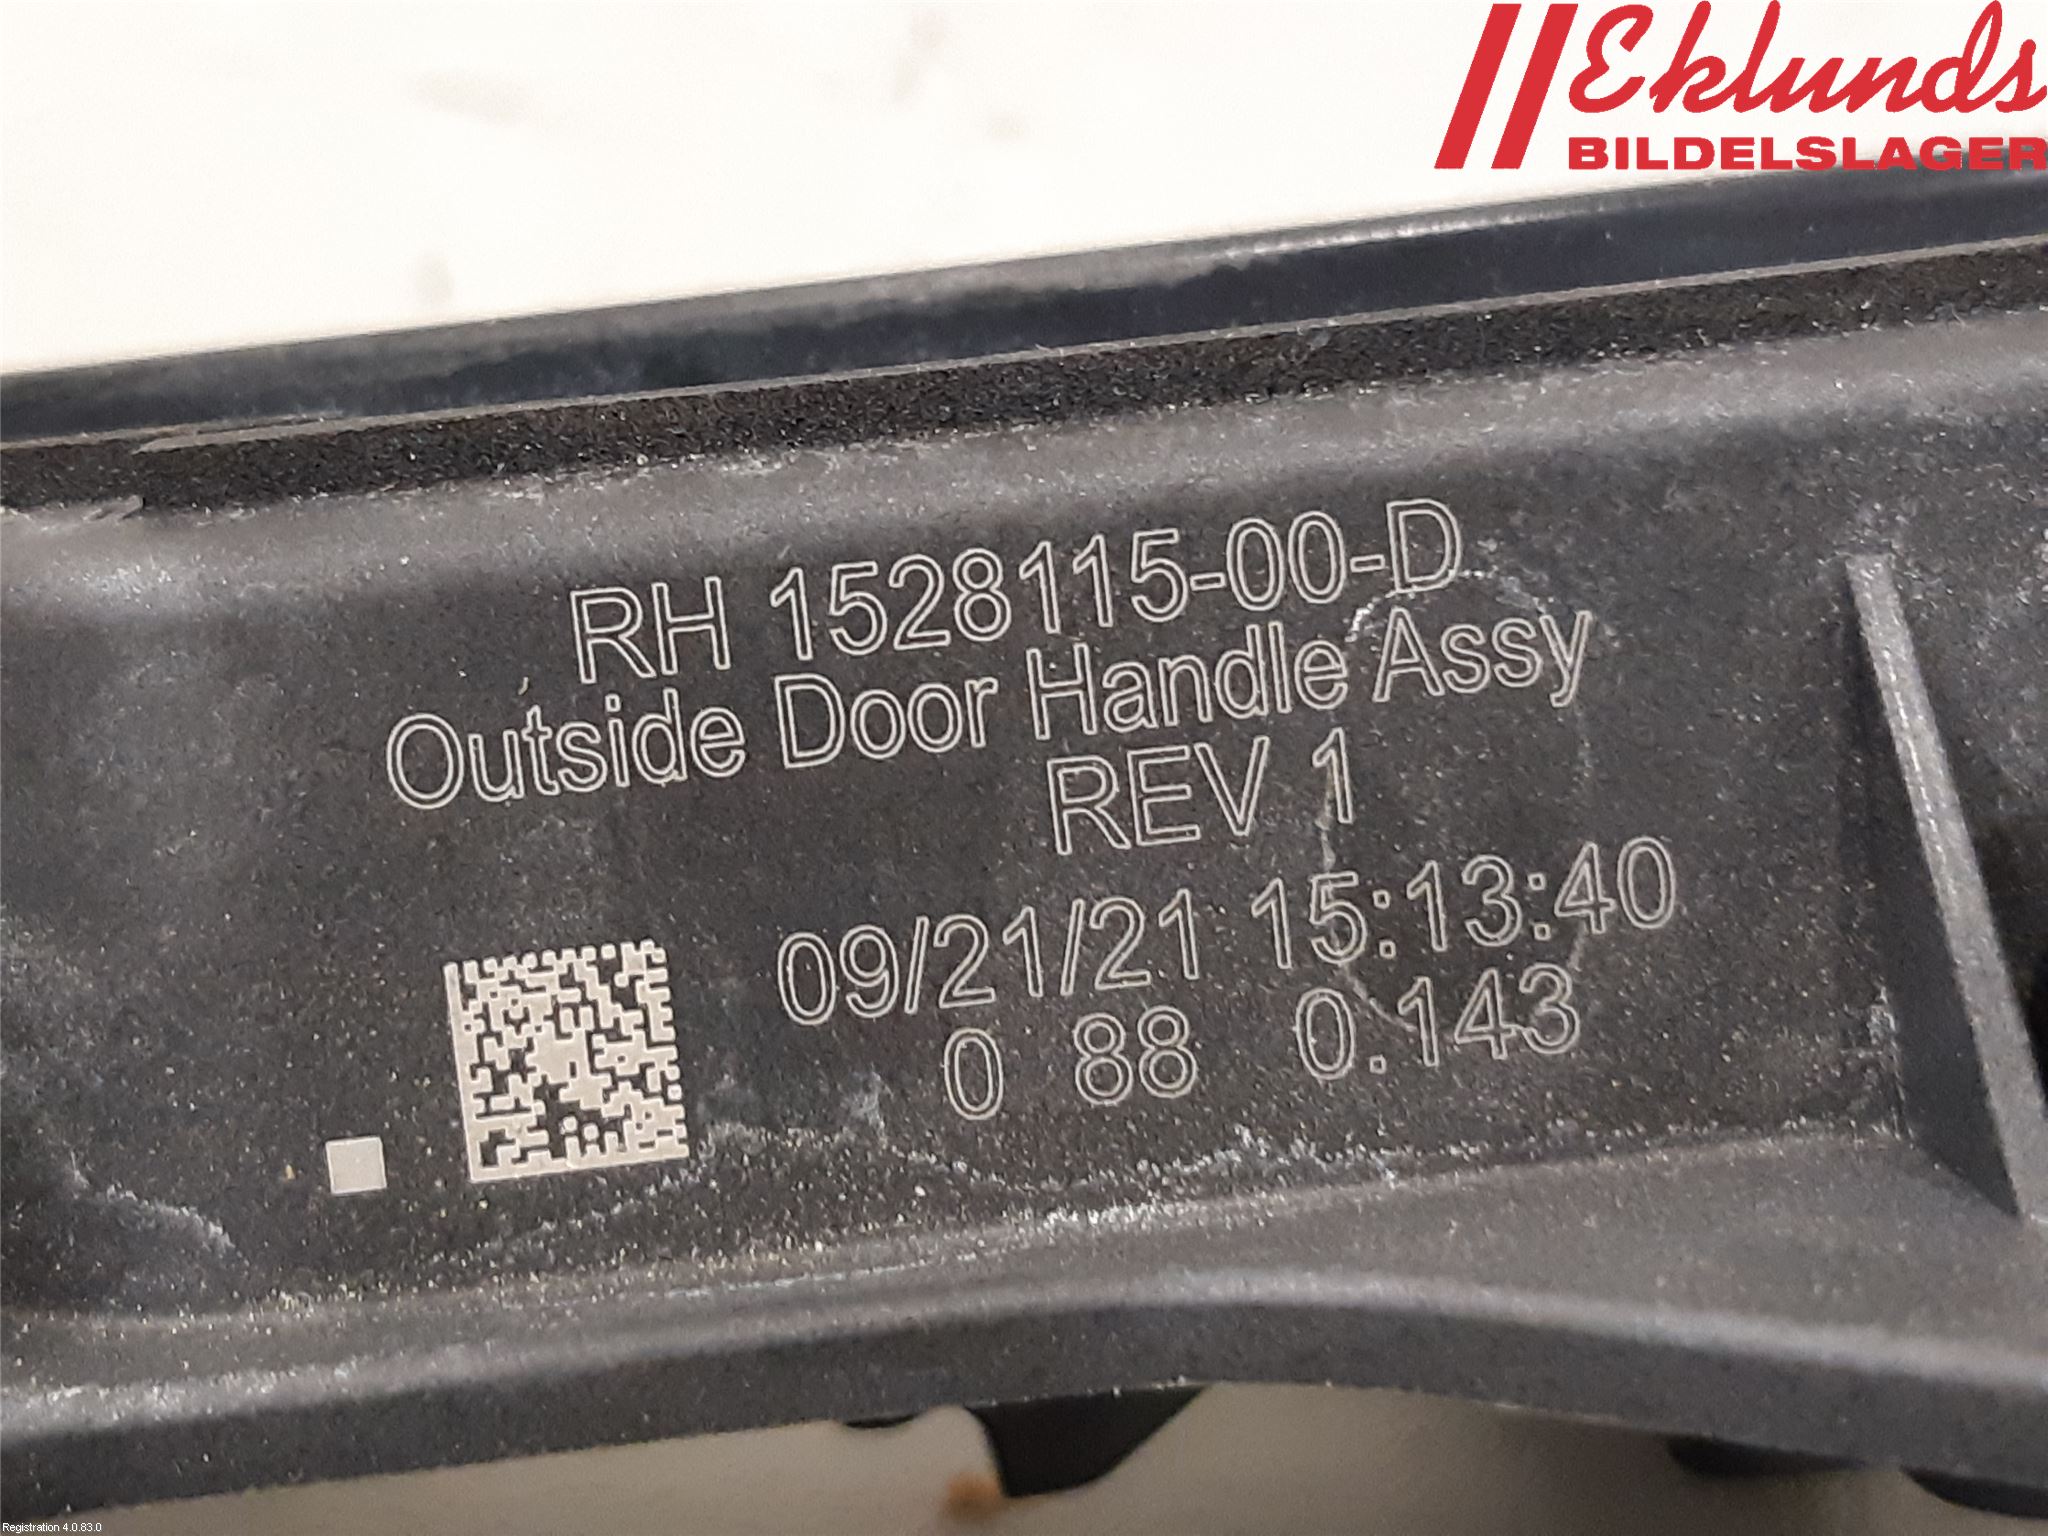 Eklunds
BILDELSLAGER
RH 1528115-00-D
Outside Door Handle Assy
REV 1
09/21/21 15:13:40
0 88 0.143
Registration 4.0.83.0